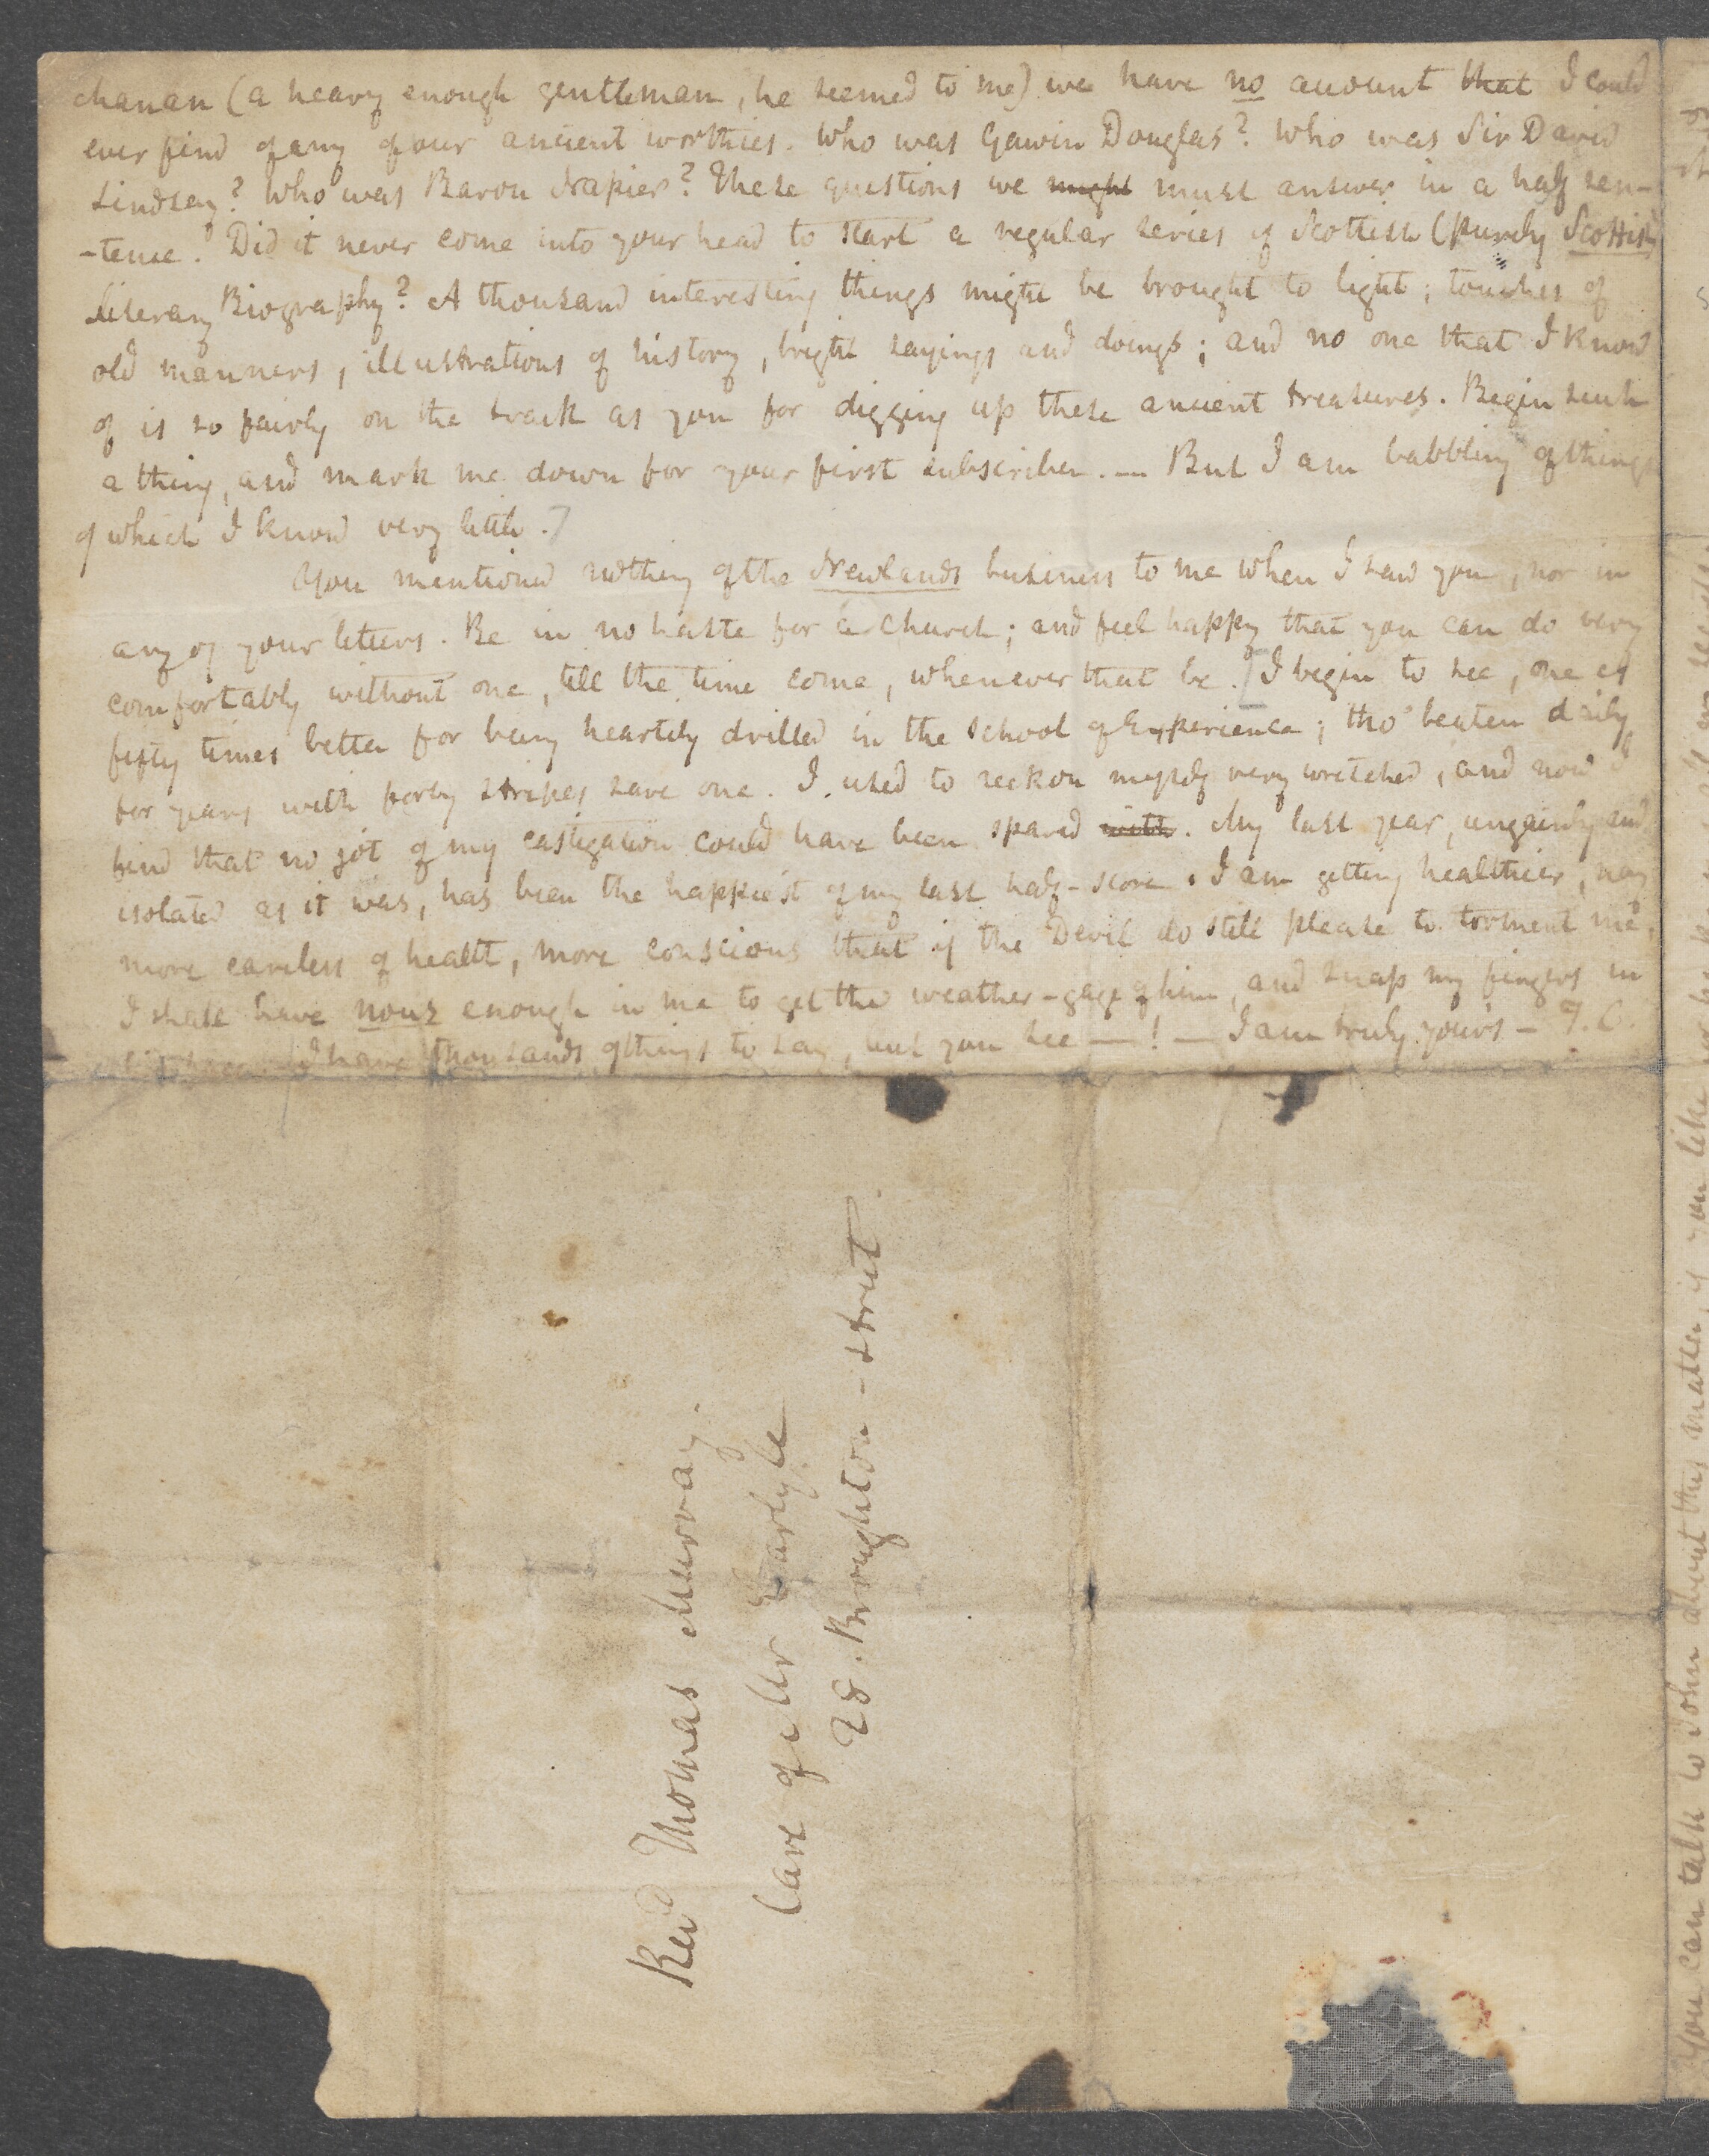 chanan (a heavy enough gentleman, he seemed to me) we have no account that I could
ever find of any of our ancient worthies. Who was Gawin Douglas? Who was Sir David
Lindsay? Who was Baron Napier? These questions we might must answer in a half sen-
-tence. Did it never come into your head to start a regular series of Scottish (purely Scottish)
literary Biography? A thousand interesting things might be brought to light; touches of
old manners, illustrations of history, bright sayings and doings; and no one that I know
of is so fairly on the track as you for digging up these ancient treasures. Begin such
a thing, and mark me down for your first subscriber. — But I am babbling of things
of which I know very little.]
You mentioned nothing of the Newlands business to me when I saw you, nor in
any of your letters. Be in no haste for a church; and feel happy that you can do very
comfortably without one, till the time come, whenever that be. [I begin to see, one is
fifty times better for being heartily drilled in the school of Experience; tho' beaten daily
for years with forty stripes save one. I used to reckon myself very wretched, and now I
find that no jot of my castigation could have been spared with. My last year, ungainly and
isolated as it was, has been the happiest of my last half-score. I am getting healthier, nay
more careless of health, more conscious that if the Devil do still please to torment me,
I shall have nous enough in me to get the weather-gage of him, and snap my fingers in
I have thousands of things to say, but you see —! — I am truly yours — T. C.
Revd Thomas Murray.
Care of Mr Carlyle
28. Broughton-street.
You can talk to John about this matter, if you like